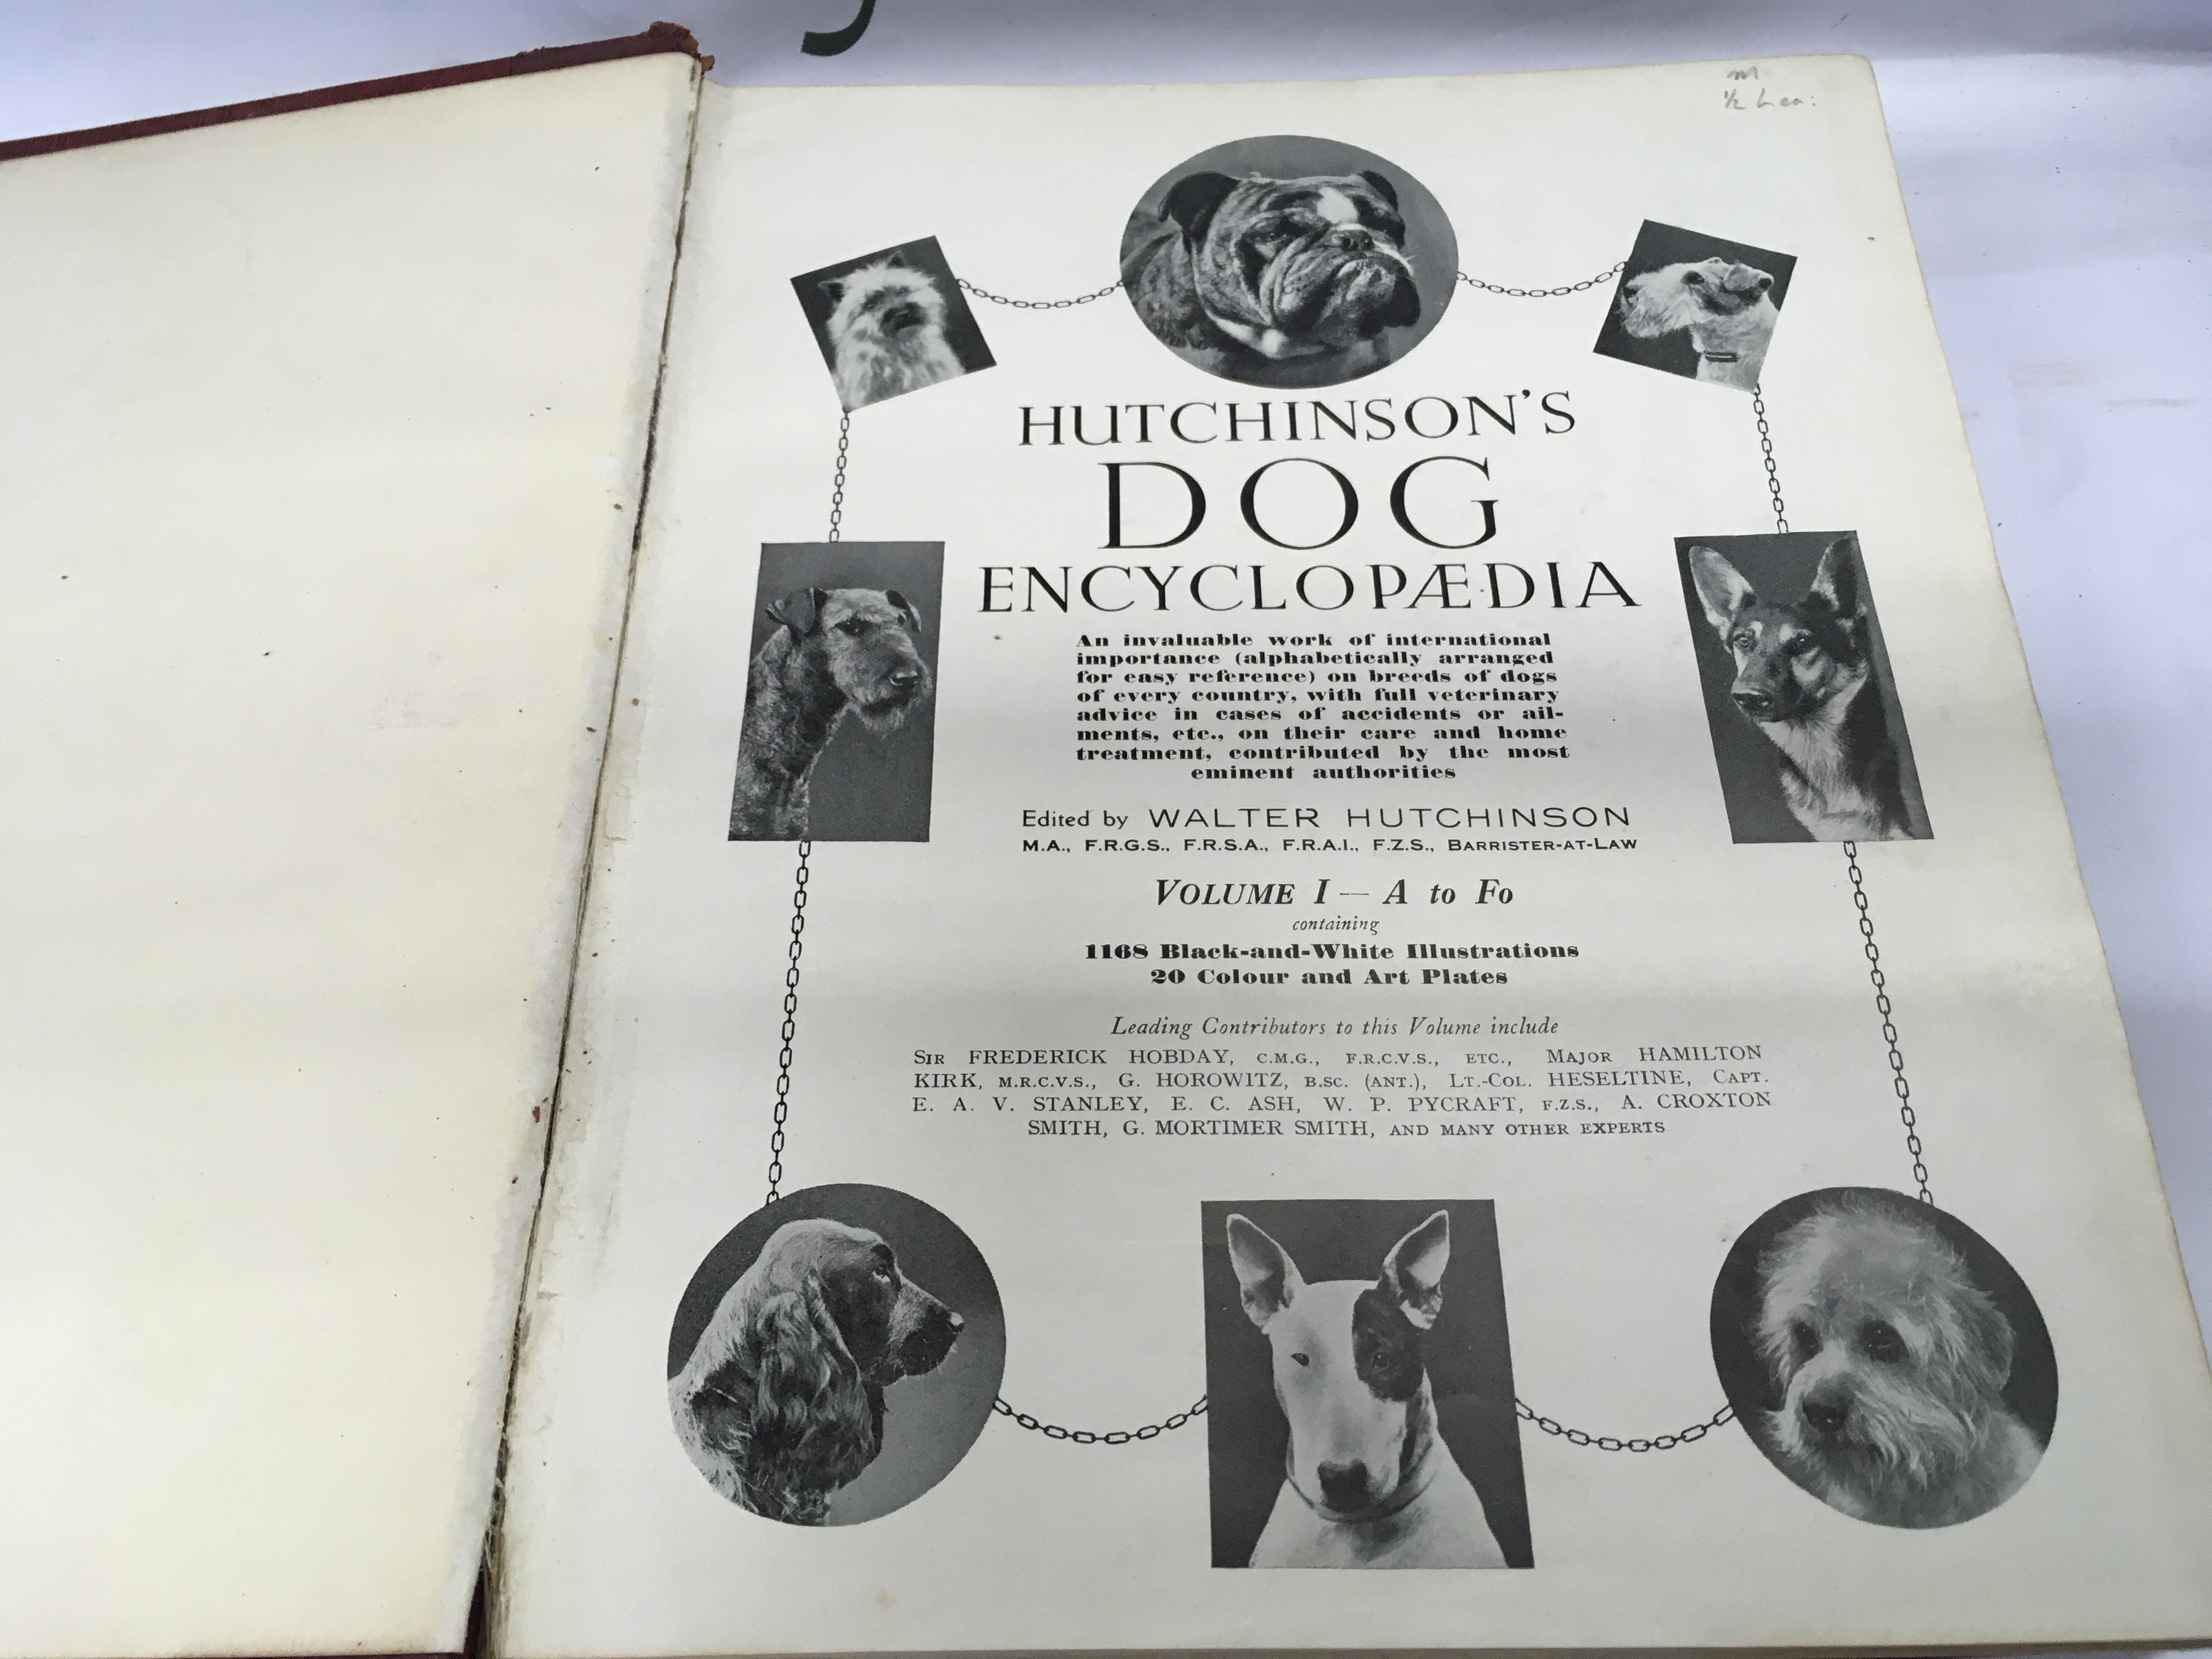 m
½ Lea:
HUTCHINSON'S
DOG
ENCYCLOPÆDIA
An invaluable work of international
importance (alphabetically arranged
for easy reference) on breeds of dogs
of every country, with full veterinary
advice in cases of accidents or ail-
ments, etc., on their care and home
treatment, contributed by the most
eminent authorities
Edited by WALTER HUTCHINSON
M.A., F.R.G.S., F.R.S.A., F.R.A.I., F.Z.S., BARRISTER-AT-LAW
VOLUME I — A to Fo
containing
1168 Black-and-White Illustrations
20 Colour and Art Plates
Leading Contributors to this Volume include
SIR FREDERICK HOBDAY, C.M.G., F.R.C.V.S., ETC., MAJOR HAMILTON
KIRK, M.R.C.V.S., G. HOROWITZ, B.SC. (ANT.), LT.-COL. HESELTINE, CAPT.
E. A. V. STANLEY, E. C. ASH, W. P. PYCRAFT, F.Z.S., A. CROXTON
SMITH, G. MORTIMER SMITH, AND MANY OTHER EXPERTS